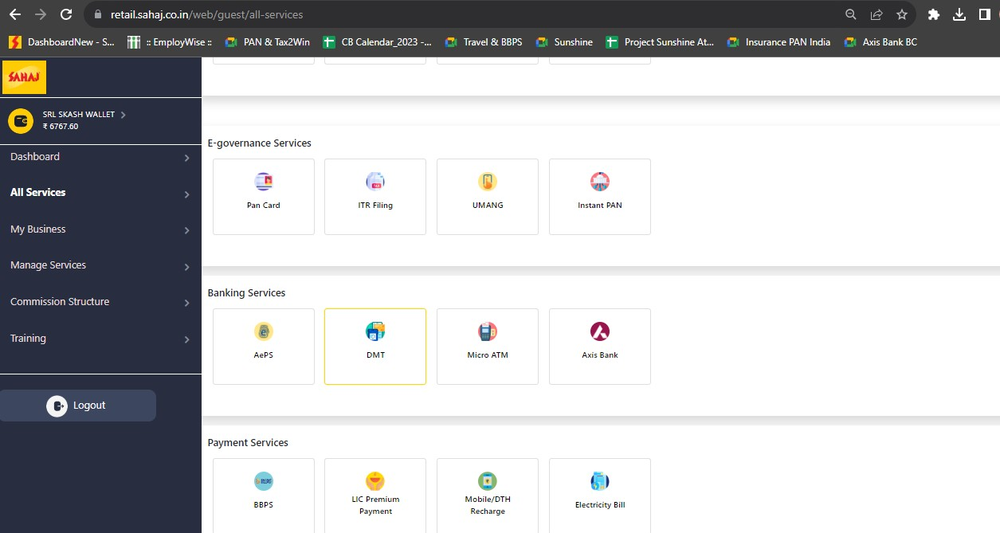 retail.sahaj.co.in/web/guest/all-services
DashboardNew - S...
:: EmployWise ::
PAN & Tax2Win
CB Calendar_2023 -...
Travel & BBPS
Sunshine
Project Sunshine At...
Insurance PAN India
Axis Bank BC
SAHAJ
SRL SKASH WALLET
₹ 6767.60
Dashboard
All Services
My Business
Manage Services
Commission Structure
Training
Logout
E-governance Services
Pan Card
ITR Filing
UMANG
Instant PAN
Banking Services
AePS
DMT
Micro ATM
Axis Bank
Payment Services
BBPS
LIC Premium
Payment
Mobile/DTH
Recharge
Electricity Bill